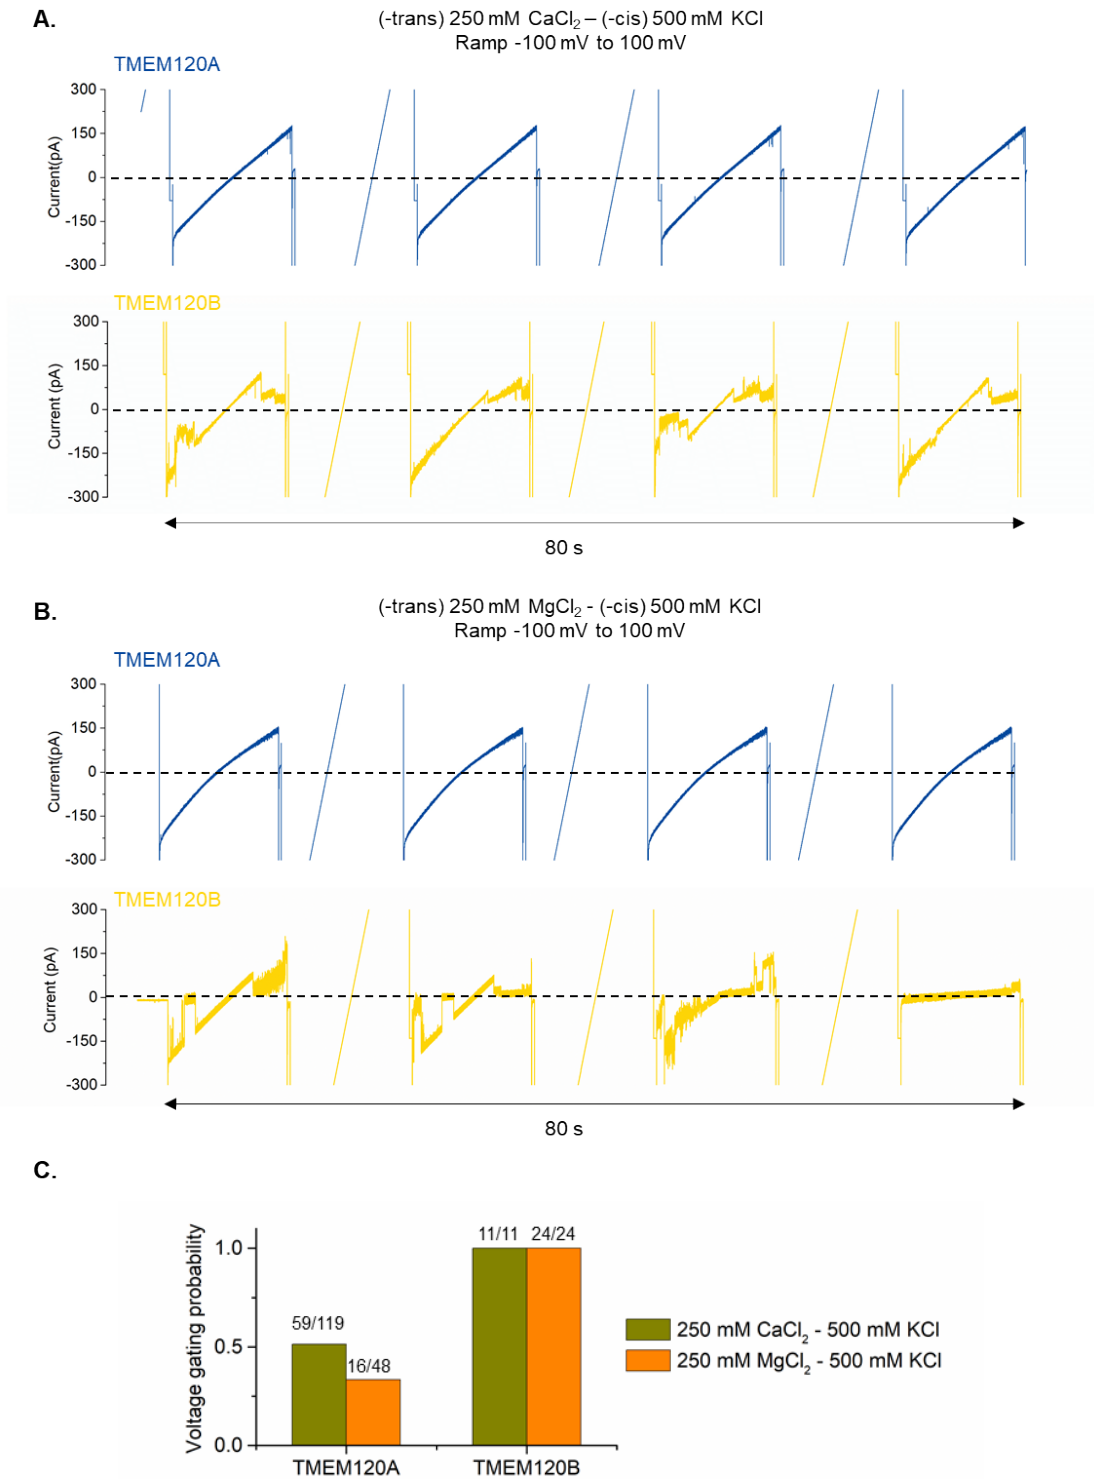 A.
(-trans) 250 mM CaCl₂ – (-cis) 500 mM KCl
Ramp -100 mV to 100 mV
TMEM120A
300
150
0
-150
-300
Current(pA)
TMEM120B
300
150
0
-150
-300
Current (pA)
80 s
B.
(-trans) 250 mM MgCl₂ - (-cis) 500 mM KCl
Ramp -100 mV to 100 mV
TMEM120A
300
150
0
-150
-300
Current(pA)
TMEM120B
300
150
0
-150
-300
Current (pA)
80 s
C.
Voltage gating probability
1.0
0.5
0.0
59/119
16/48
11/11
24/24
TMEM120A
TMEM120B
250 mM CaCl₂ - 500 mM KCl
250 mM MgCl₂ - 500 mM KCl